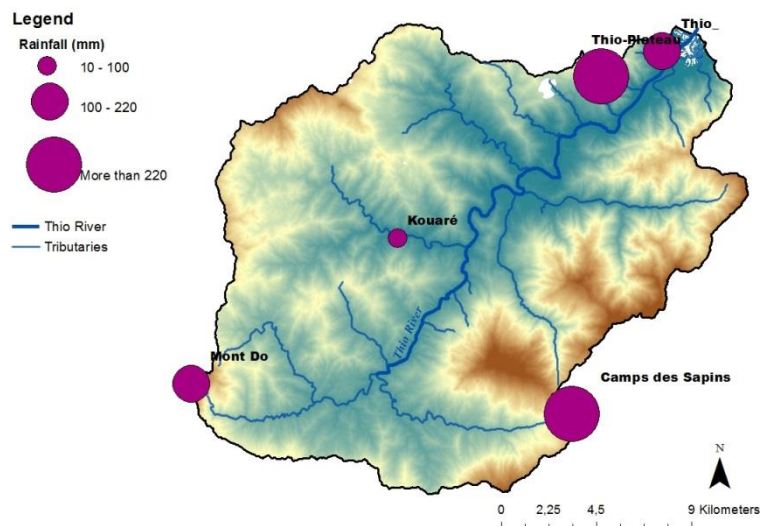 Legend
Rainfall (mm)
10 - 100
100 - 220
More than 220
Thio River
Tributaries
Thio_
Thio-Plateau
Kouaré
Thio River
Mont Do
Camps des Sapins
N
0 2,25 4,5 9 Kilometers